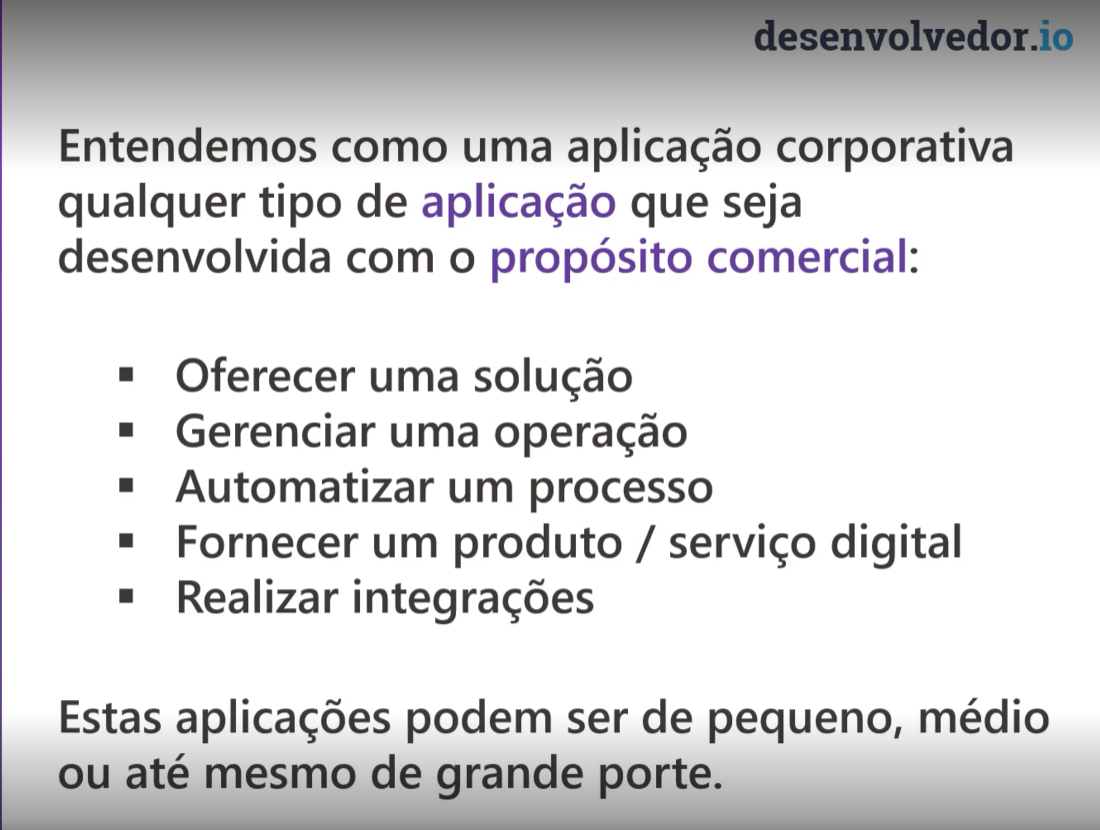 desenvolvedor.io
Entendemos como uma aplicação corporativa
qualquer tipo de aplicação que seja
desenvolvida com o propósito comercial:
▪ Oferecer uma solução
▪ Gerenciar uma operação
▪ Automatizar um processo
▪ Fornecer um produto / serviço digital
▪ Realizar integrações
Estas aplicações podem ser de pequeno, médio
ou até mesmo de grande porte.